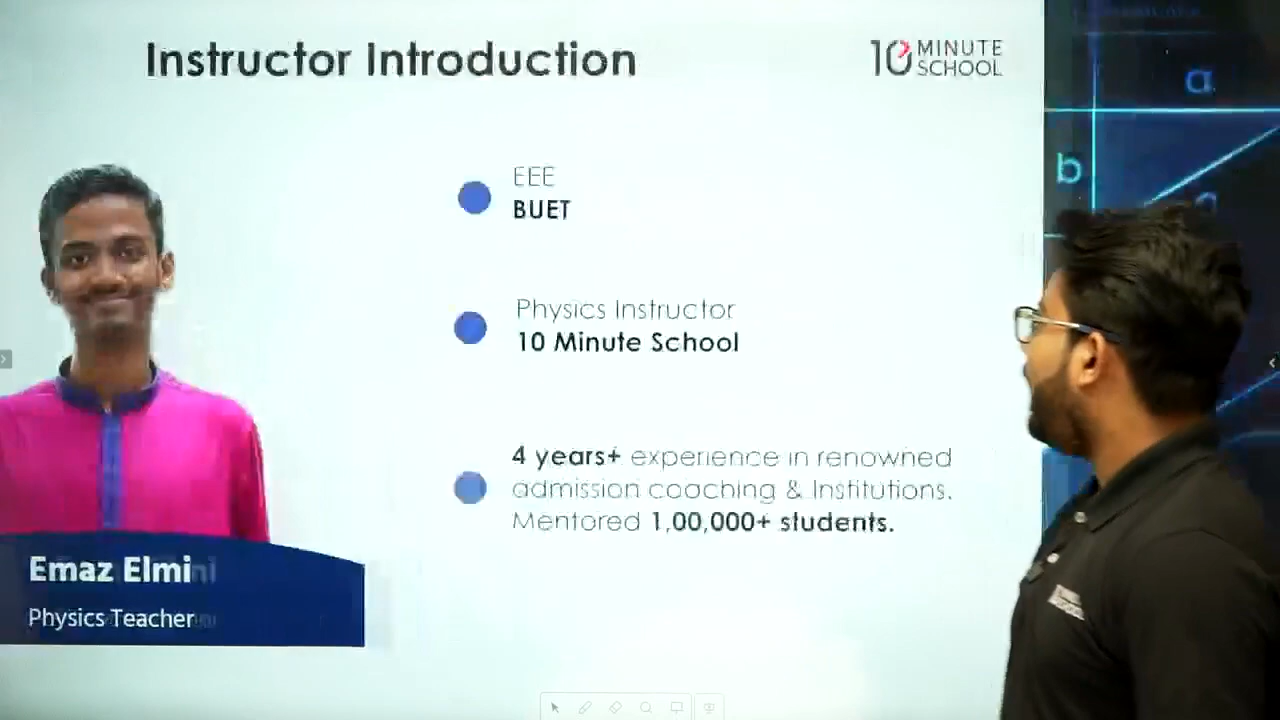 Instructor Introduction
10 MINUTE
SCHOOL
a
b
EEE
BUET
Physics Instructor
10 Minute School
4 years+ experience in renowned
admission coaching & Institutions.
Mentored 1,00,000+ students.
Emaz Elmi
Physics Teacher